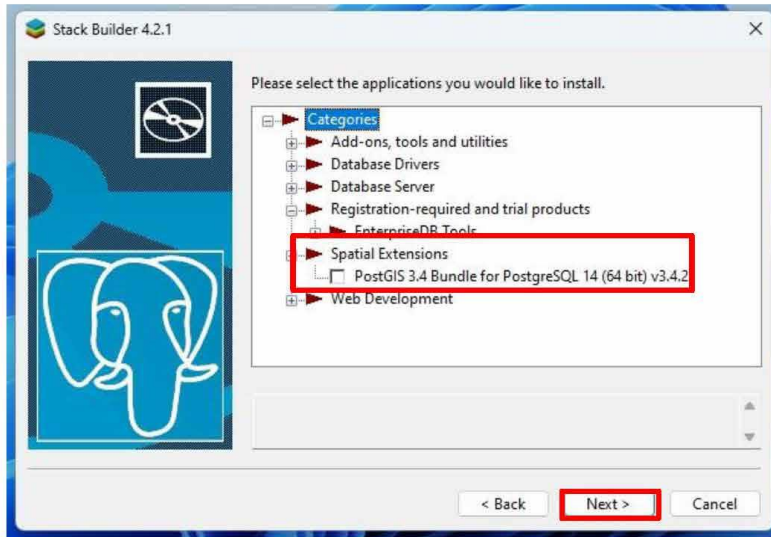 Stack Builder 4.2.1
Please select the applications you would like to install.
Categories
Add-ons, tools and utilities
Database Drivers
Database Server
Registration-required and trial products
EnterpriseDB Tools
Spatial Extensions
PostGIS 3.4 Bundle for PostgreSQL 14 (64 bit) v3.4.2
Web Development
< Back Next > Cancel